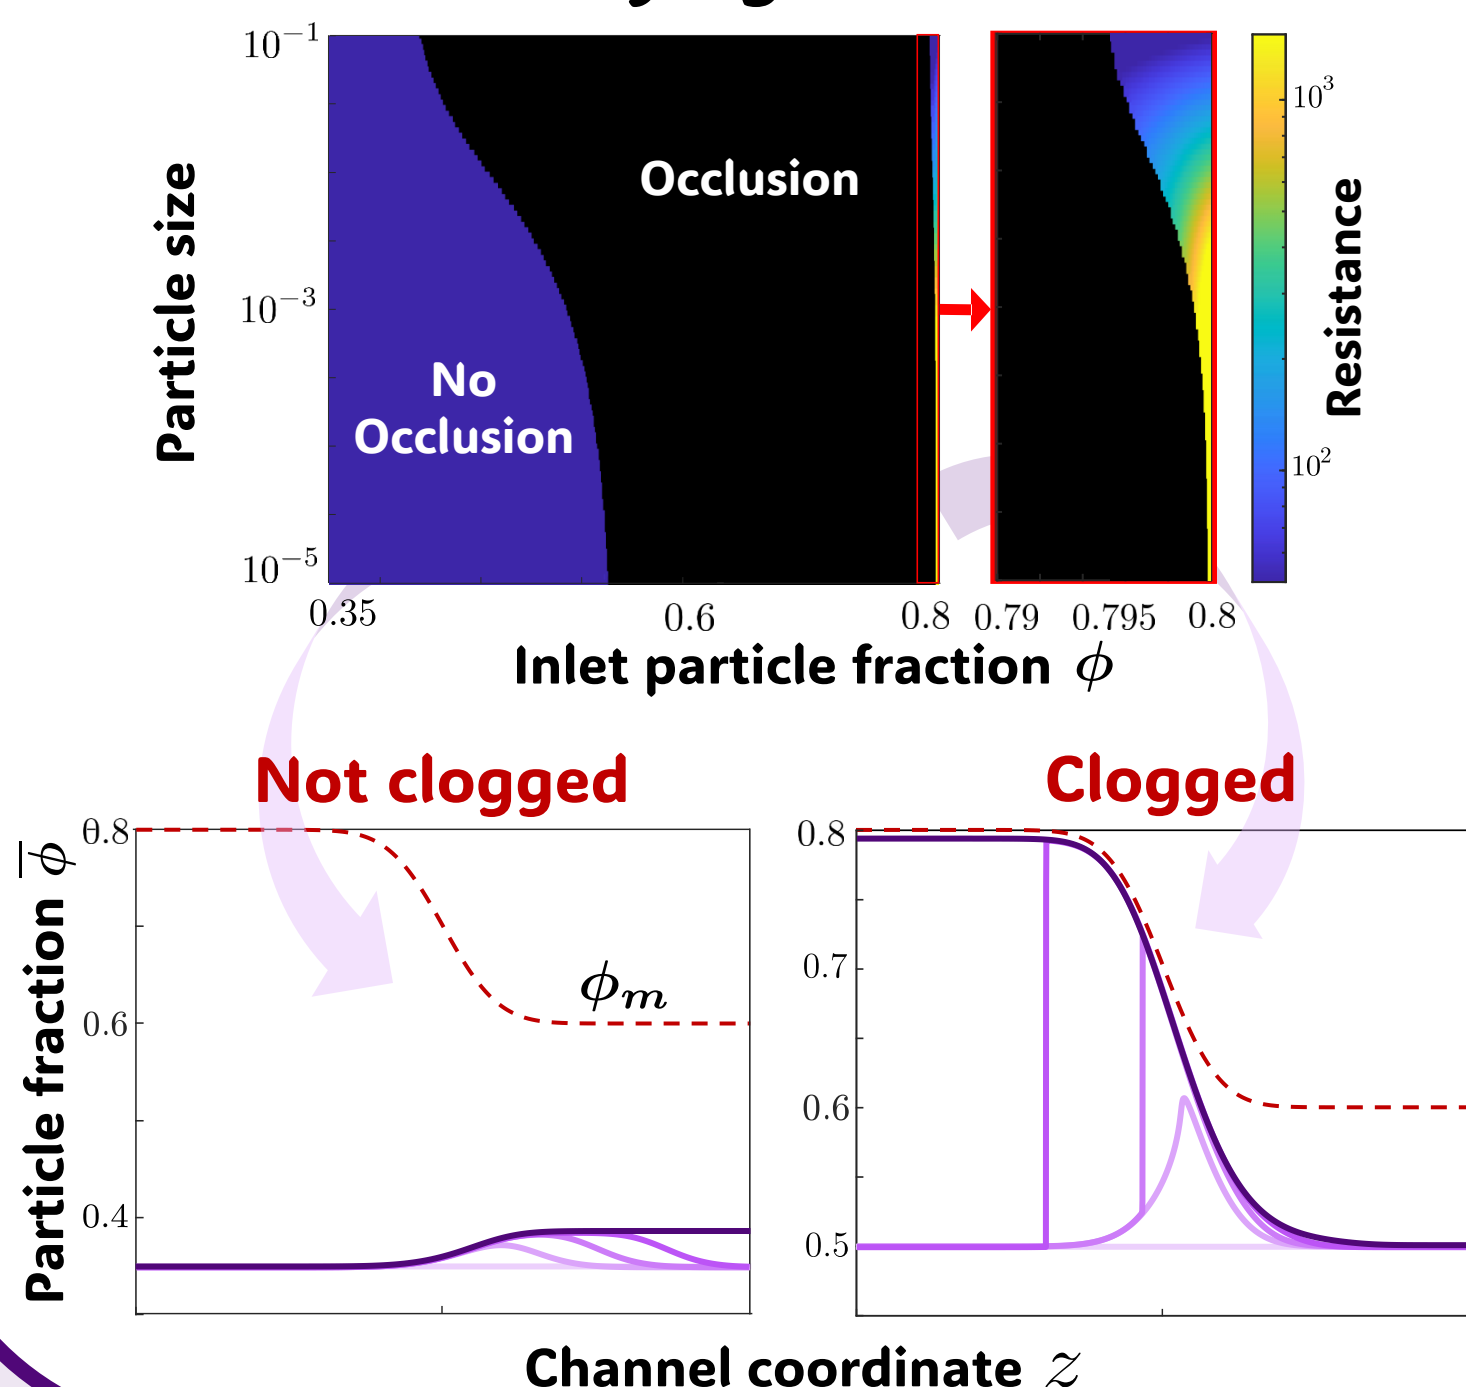 10^{-1}
10^{-3}
10^{-5}
Particle size
No
Occlusion
Occlusion
0.35
0.6
0.8
0.79
0.795
0.8
10^3
10^2
Resistance
Inlet particle fraction ϕ
Not clogged
0.8
0.6
0.4
ϕ_m
Particle fraction \overline{ϕ}
Clogged
0.8
0.7
0.6
0.5
Channel coordinate z